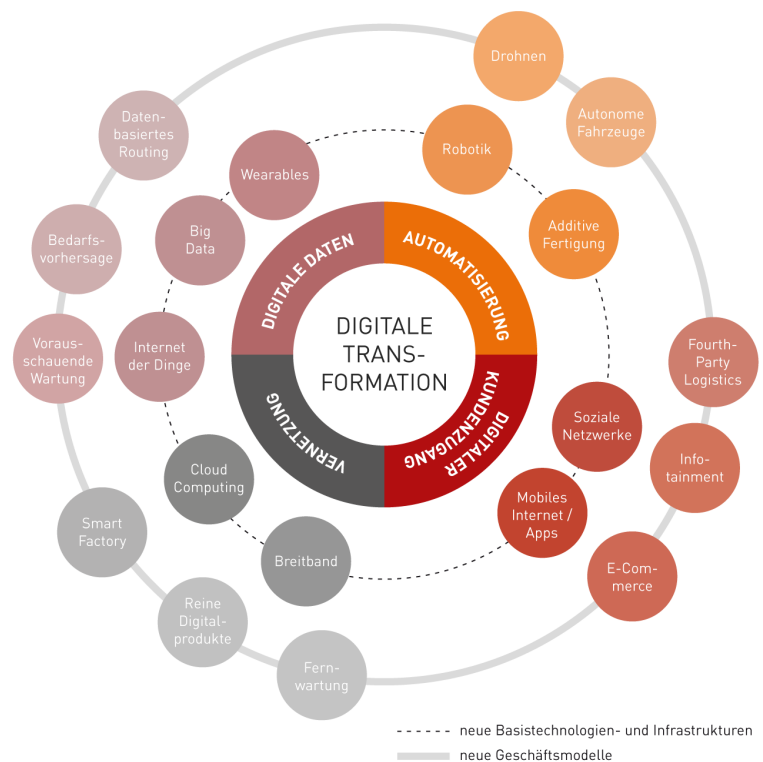 Drohnen
Autonome
Fahrzeuge
Daten-
basiertes
Routing
Robotik
Wearables
Additive
Fertigung
Big
Data
Bedarfs-
vorhersage
DIGITALE DATEN
AUTOMATISIERUNG
DIGITALE
TRANS-
FORMATION
Voraus-
schauende
Wartung
Internet
der Dinge
Fourth-
Party
Logistics
VERNETZUNG
DIGITALER
KUNDENZUGANG
Soziale
Netzwerke
Info-
tainment
Cloud
Computing
Mobiles
Internet /
Apps
Smart
Factory
Breitband
E-Com-
merce
Reine
Digital-
produkte
Fern-
wartung
neue Basistechnologien- und Infrastrukturen
neue Geschäftsmodelle